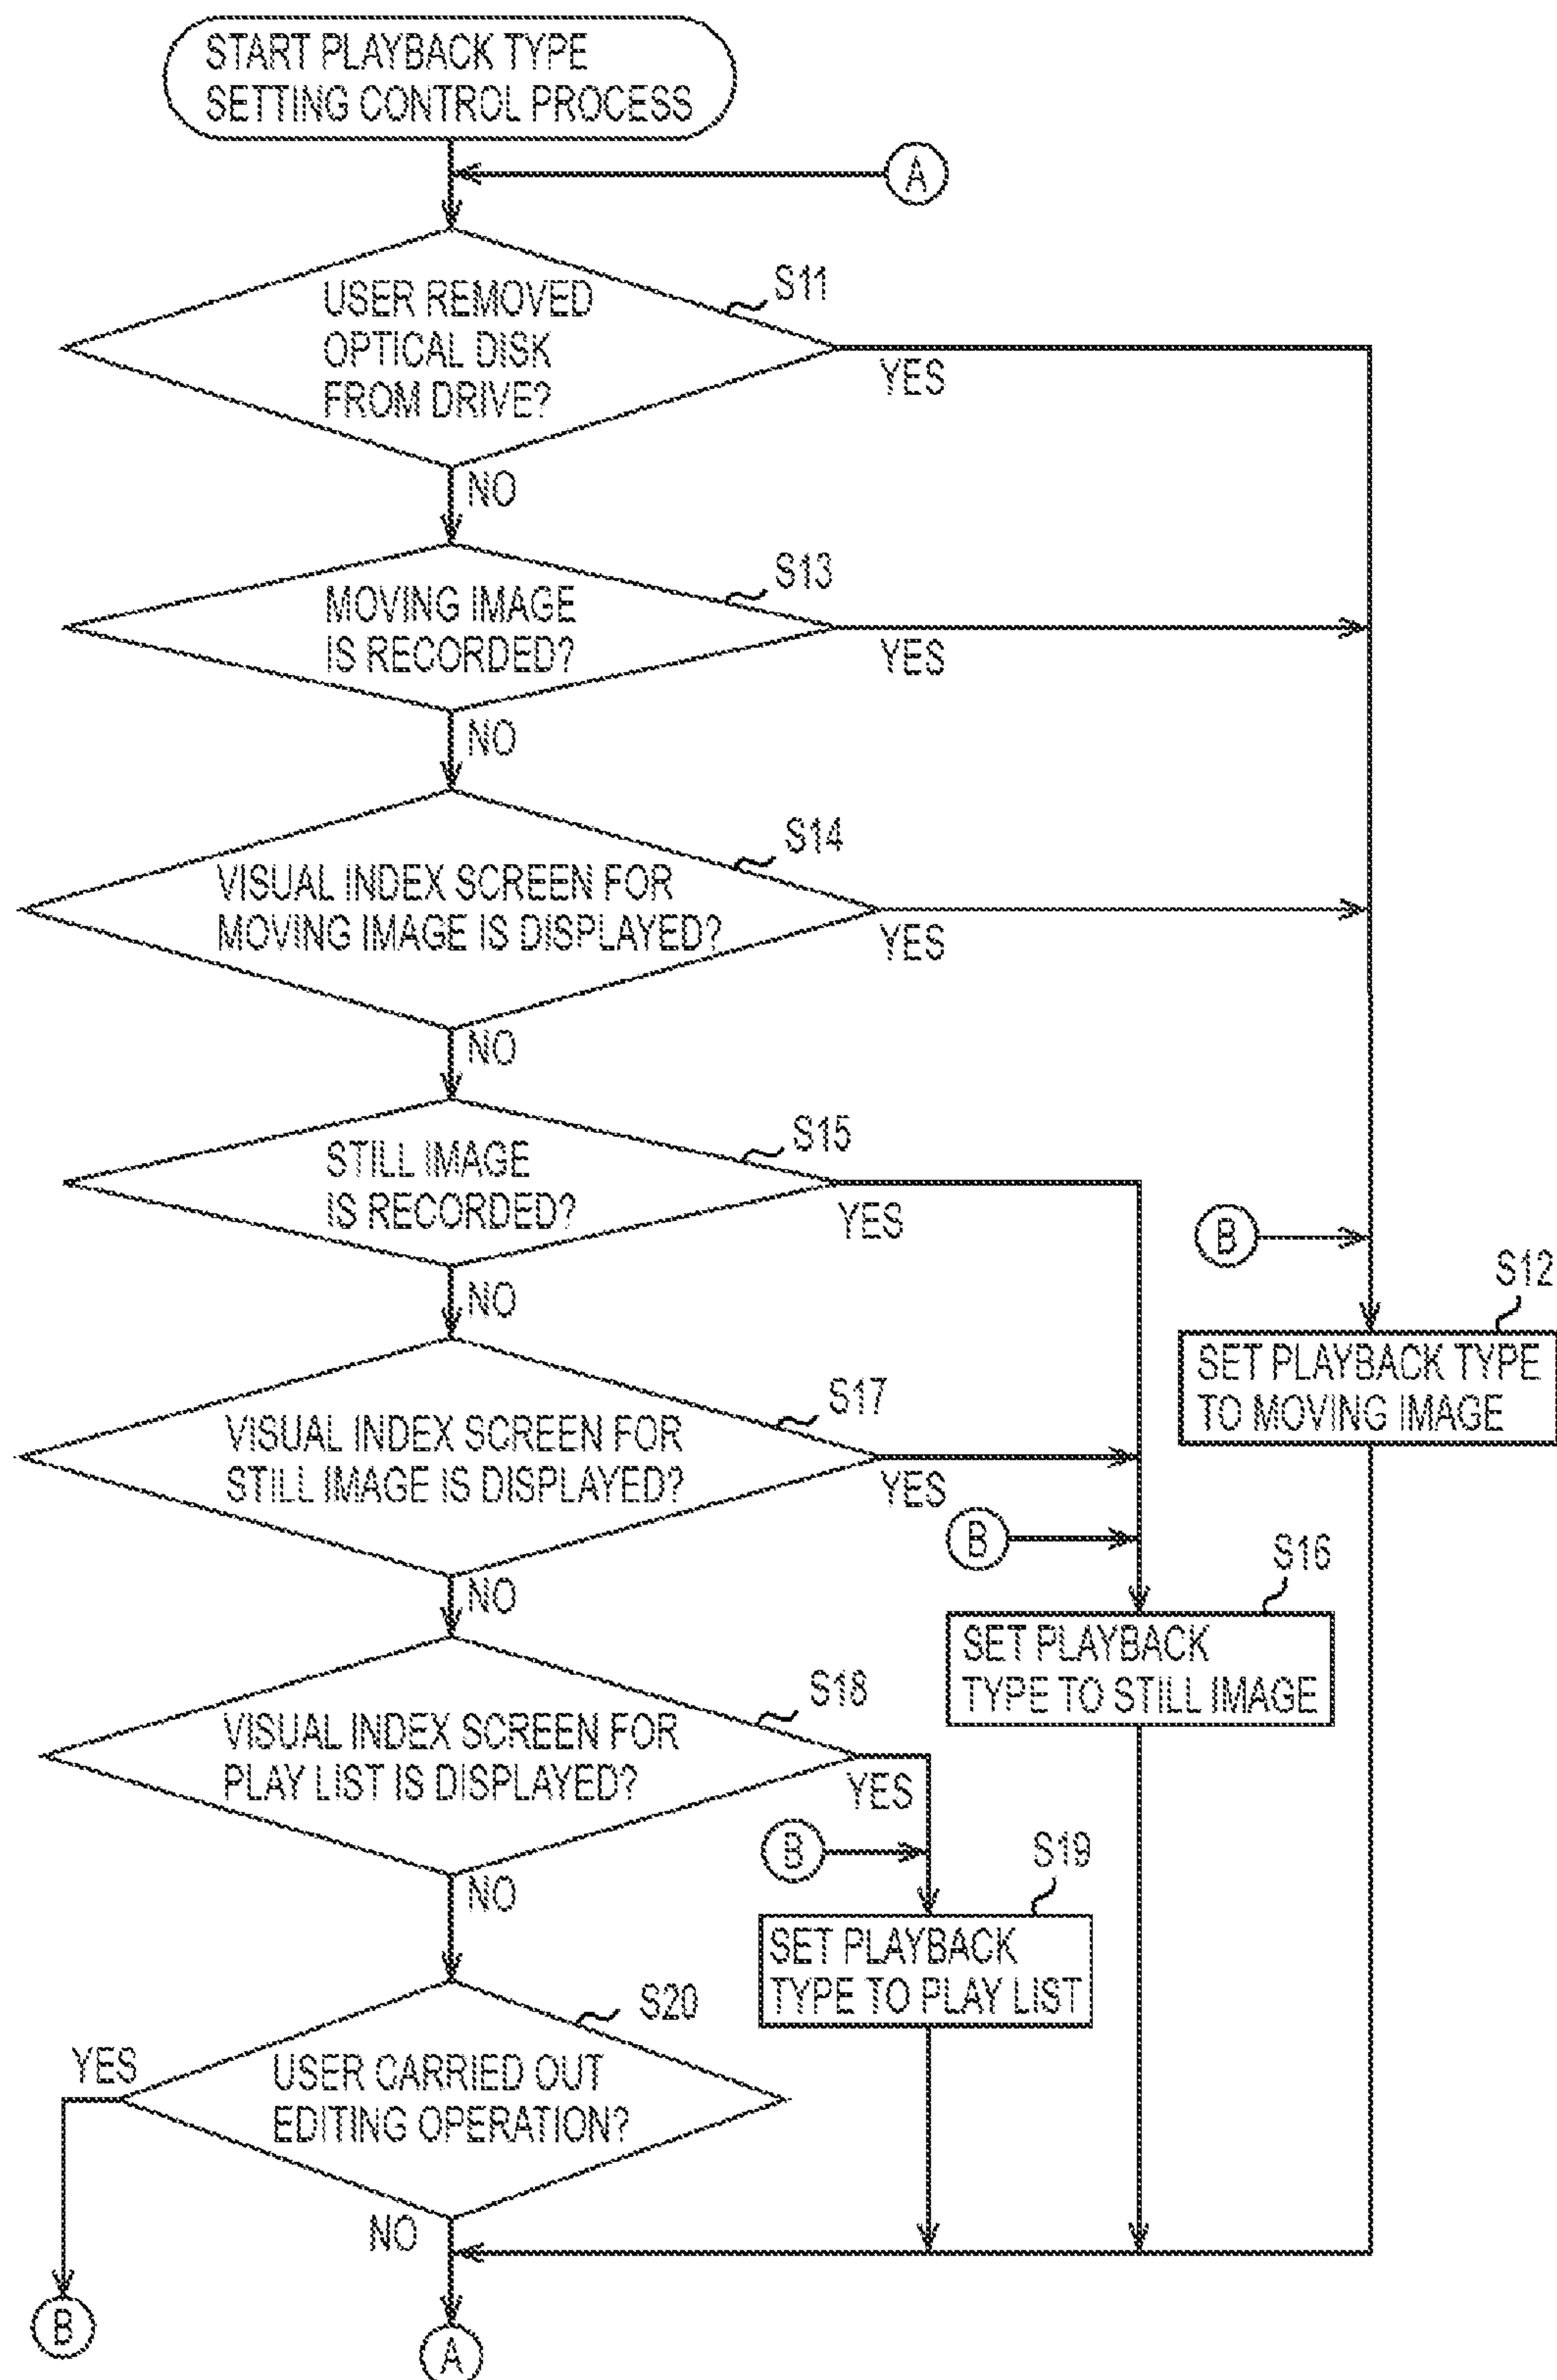 START PLAYBACK TYPE
SETTING CONTROL PROCESS
A
S11
USER REMOVED
OPTICAL DISK
FROM DRIVE?
YES
NO
S13
MOVING IMAGE
IS RECORDED?
YES
NO
S14
VISUAL INDEX SCREEN FOR
MOVING IMAGE IS DISPLAYED?
YES
NO
S15
STILL IMAGE
IS RECORDED?
YES
B
NO
S12
SET PLAYBACK TYPE
TO MOVING IMAGE
S17
VISUAL INDEX SCREEN FOR
STILL IMAGE IS DISPLAYED?
YES
B
NO
S16
SET PLAYBACK
TYPE TO STILL IMAGE
S18
VISUAL INDEX SCREEN FOR
PLAY LIST IS DISPLAYED?
YES
B
NO
S19
SET PLAYBACK
TYPE TO PLAY LIST
S20
YES
USER CARRIED OUT
EDITING OPERATION?
NO
B
A